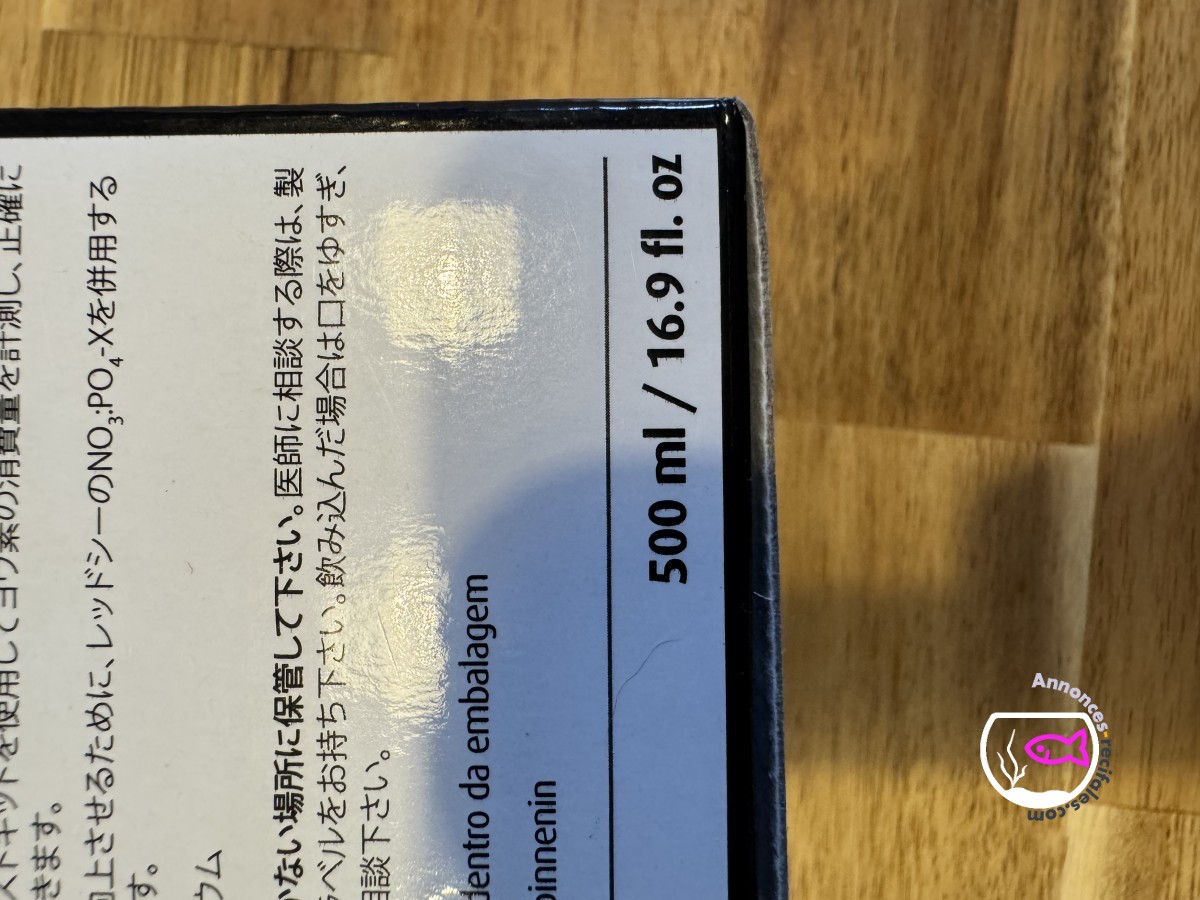 ストキットを使用してヨウ素の消費量を計測し、正確に
きます。
向上させるために、レッドシーのNO₃:PO₄-Xを併用する
す。
ウム
かない場所に保管して下さい。医師に相談する際は、製
ラベルをお持ち下さい。飲み込んだ場合は口をゆすぎ、
相談下さい。
dentro da embalagem
binnenin
500 ml / 16.9 fl. oz
Annonces-recifales.com